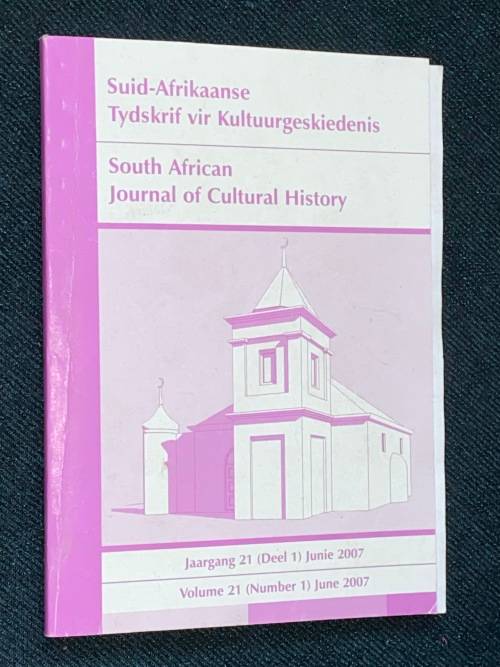 Suid-Afrikaanse
Tydskrif vir Kultuurgeskiedenis
South African
Journal of Cultural History
Jaargang 21 (Deel 1) Junie 2007
Volume 21 (Number 1) June 2007